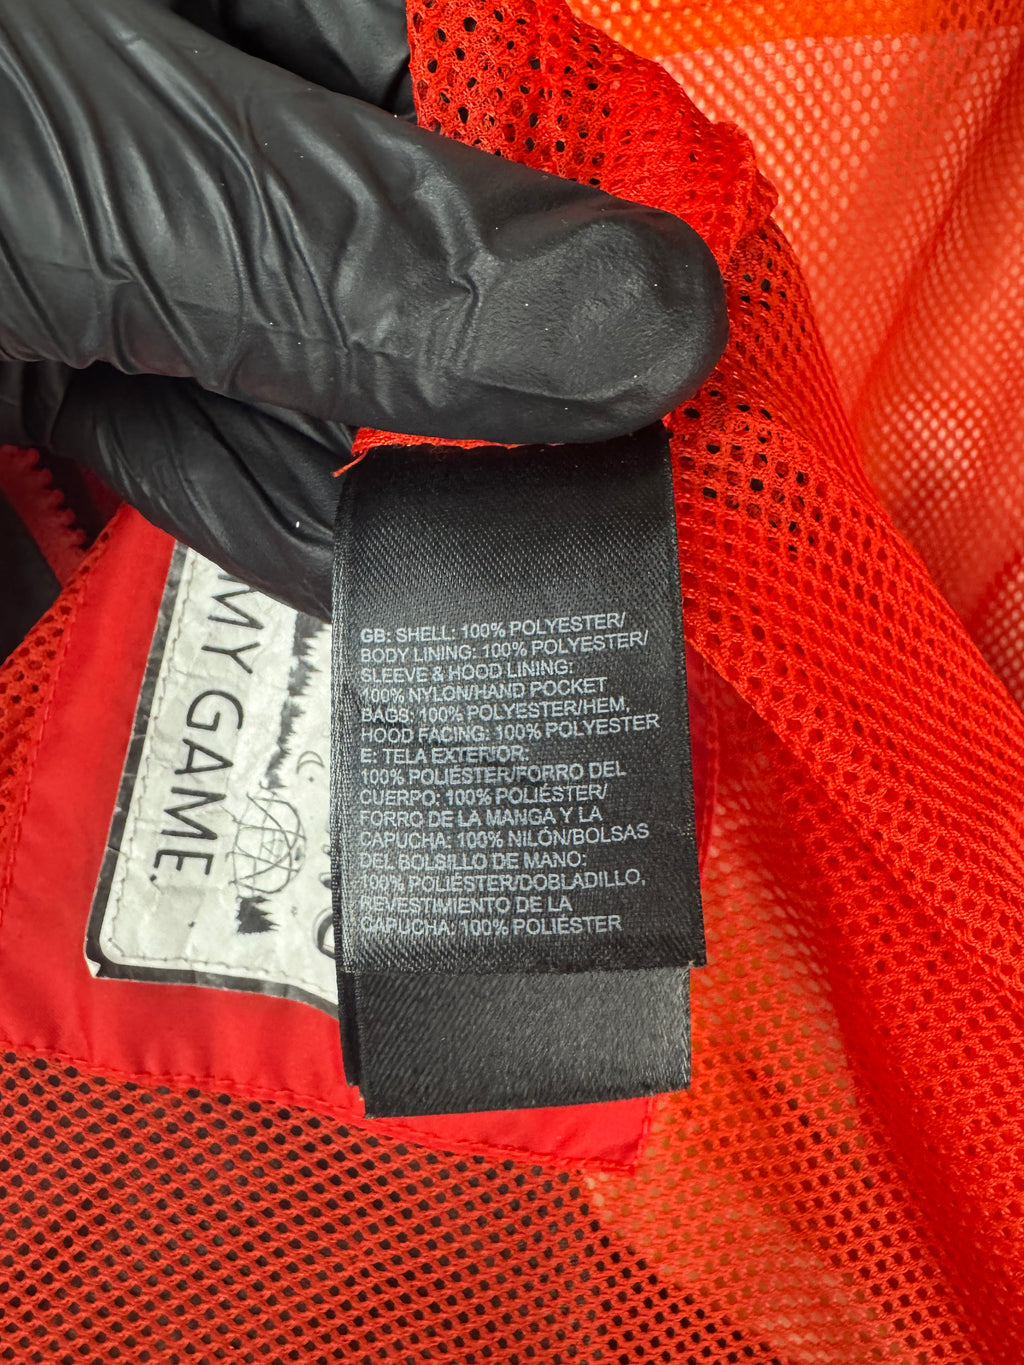 GB: SHELL: 100% POLYESTER/
BODY LINING: 100% POLYESTER/
SLEEVE & HOOD LINING:
100% NYLON/HAND POCKET
BAGS: 100% POLYESTER/HEM,
HOOD FACING: 100% POLYESTER
E: TELA EXTERIOR:
100% POLIÉSTER/FORRO DEL
CUERPO: 100% POLIÉSTER/
FORRO DE LA MANGA Y LA
CAPUCHA: 100% NILÓN/BOLSAS
DEL BOLSILLO DE MANO:
100% POLIÉSTER/DOBLADILLO,
REVESTIMIENTO DE LA
CAPUCHA: 100% POLIÉSTER
MY GAME.